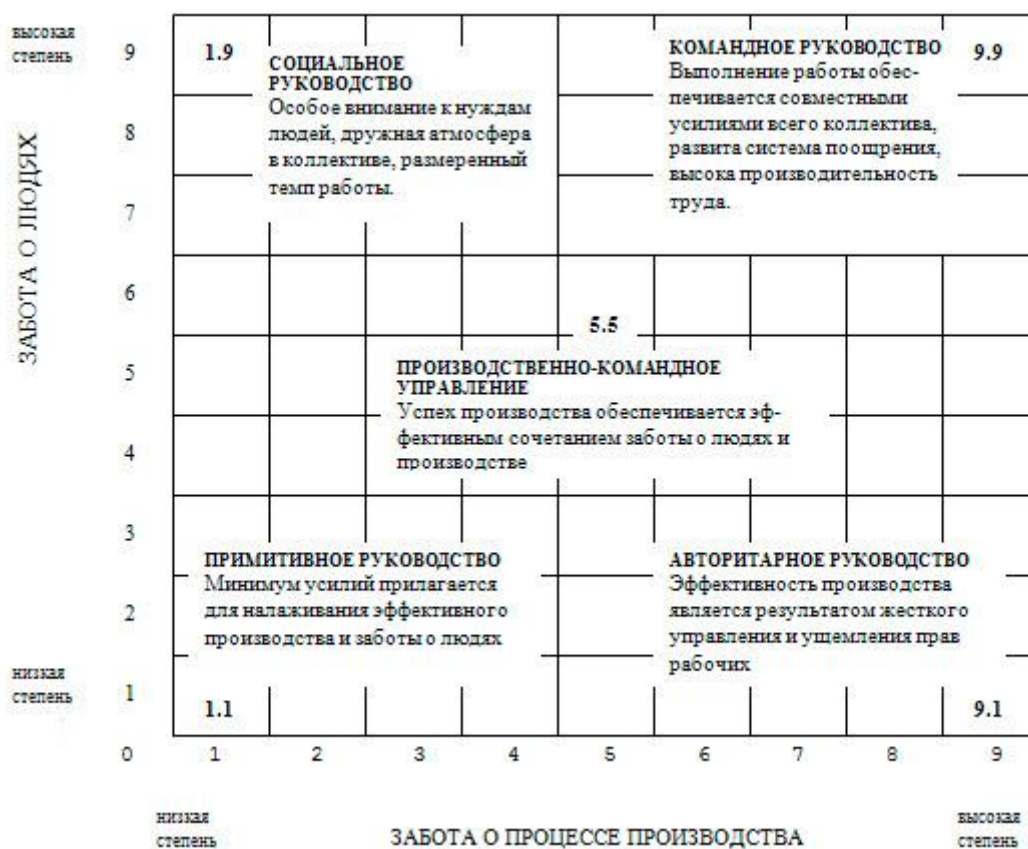 высокая
степень
9
1.9
СОЦИАЛЬНОЕ
РУКОВОДСТВО
Особое внимание к нуждам
людей, дружная атмосфера
в коллективе, размеренный
темп работы.
КОМАНДНОЕ РУКОВОДСТВО
9.9
Выполнение работы обес-
печивается совместными
усилиями всего коллектива,
развита система поощрения,
высока производительность
труда.
ЗАБОТА О ЛЮДЯХ
8
7
6
5.5
5
ПРОИЗВОДСТВЕННО-КОМАНДНОЕ
УПРАВЛЕНИЕ
Успех производства обеспечивается эф-
фективным сочетанием заботы о людях и
производстве
4
3
ПРИМИТИВНОЕ РУКОВОДСТВО
Минимум усилий прилагается
для налаживания эффективного
производства и заботы о людях
АВТОРИТАРНОЕ РУКОВОДСТВО
Эффективность производства
является результатом жесткого
управления и ущемления прав
рабочих
2
низкая
степень
1
1.1
9.1
0 1 2 3 4 5 6 7 8 9
низкая
степень
ЗАБОТА О ПРОЦЕССЕ ПРОИЗВОДСТВА
высокая
степень